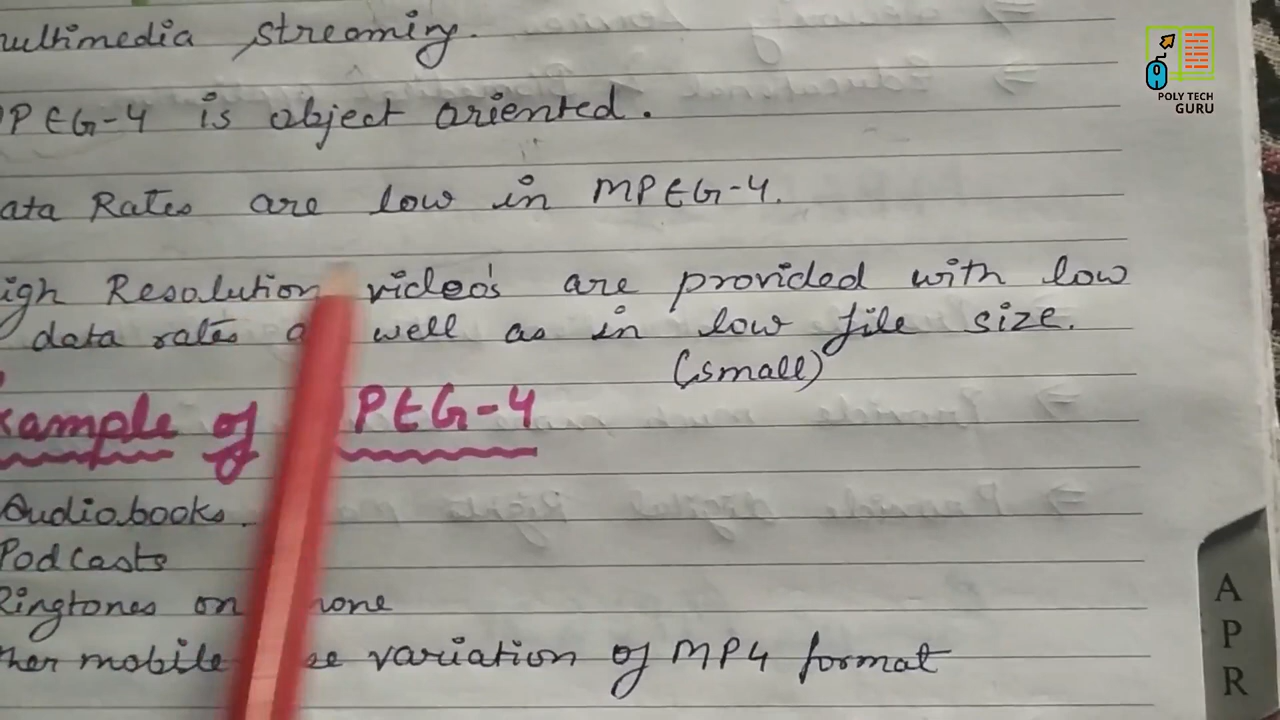 ultimedia streaming.
PEG-4 is object oriented.
ata Rates are low in MPEG-4.
igh Resolution video's are provided with low
data rates well as in low file size.
(small)
xample of PEG-4
Audiobooks.
Podcasts
Ringtones on hone
her mobile variation of MP4 format
POLY TECH
GURU
A
P
R